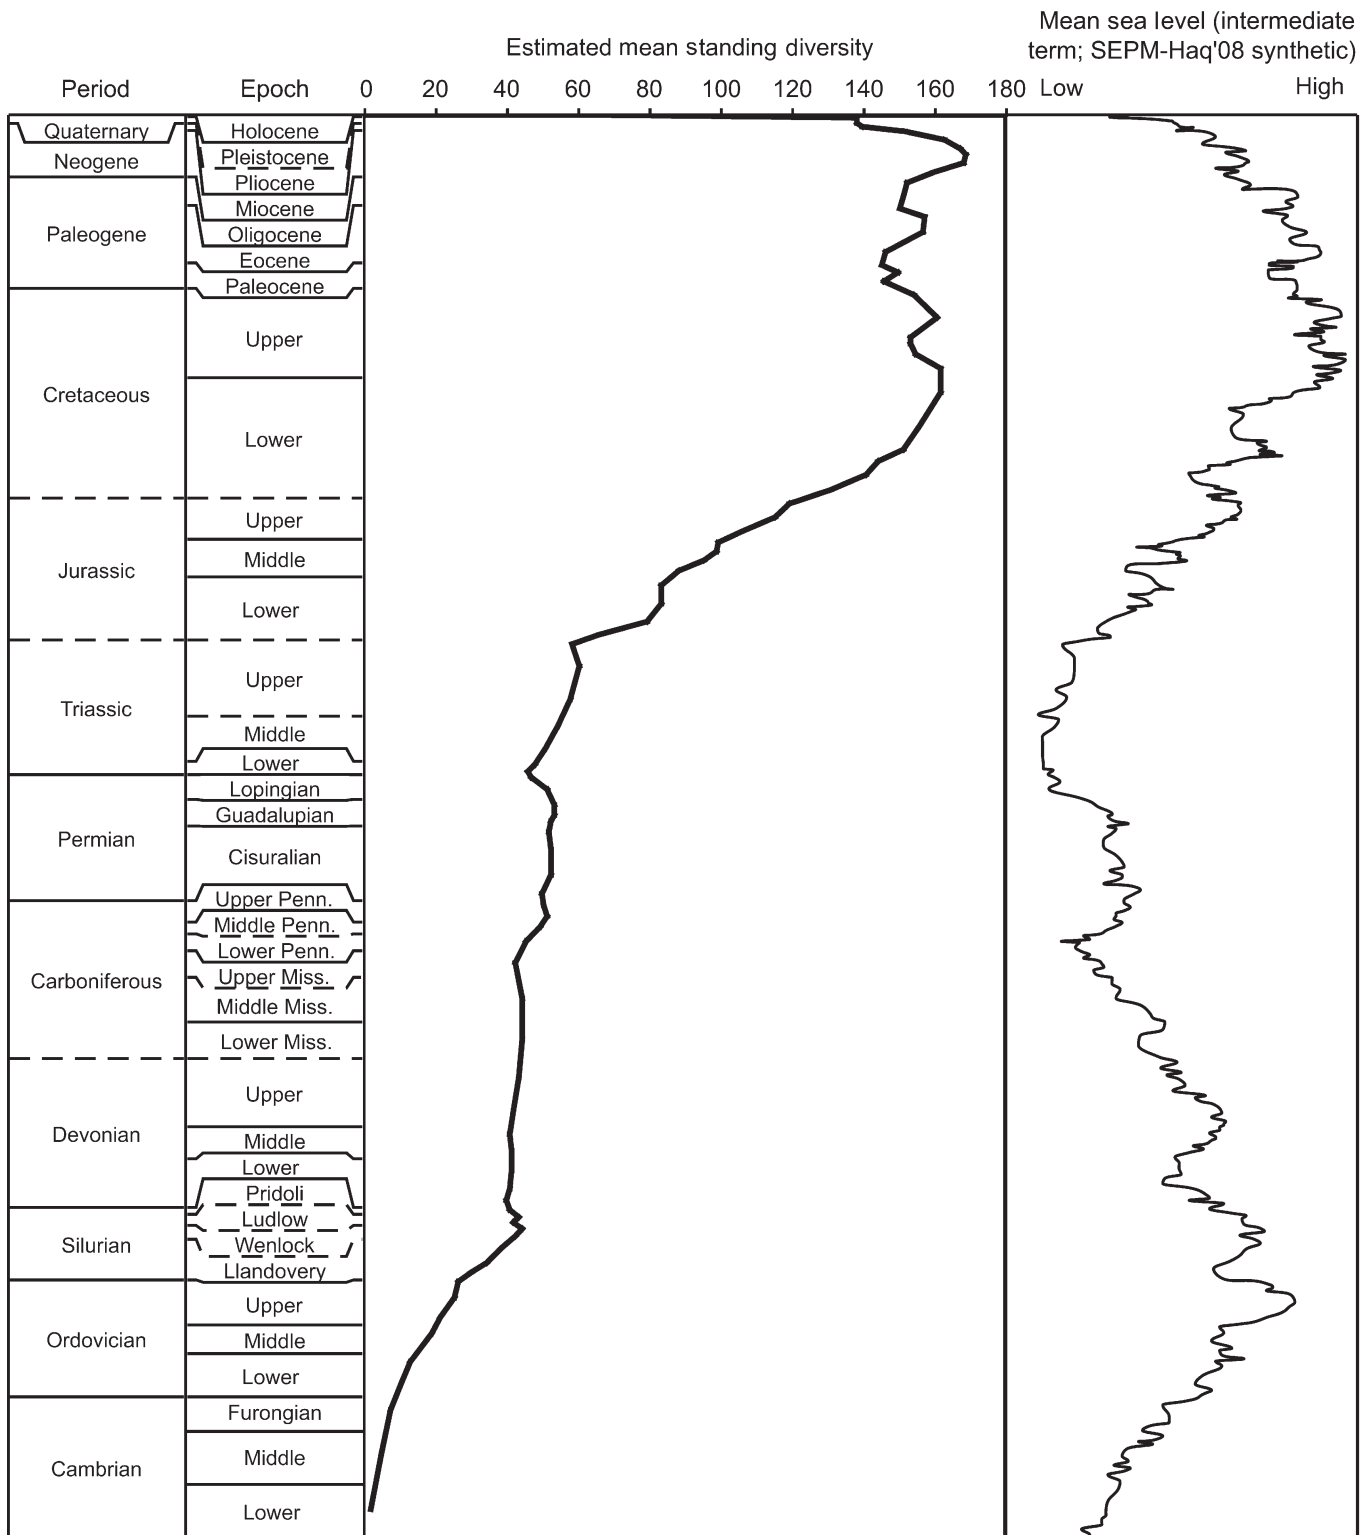 Mean sea level (intermediate
Estimated mean standing diversity
term; SEPM-Haq'08 synthetic)
Period Epoch 0 20 40 60 80 100 120 140 160 180 Low High
Quaternary
Neogene
Paleogene
Cretaceous
Jurassic
Triassic
Permian
Carboniferous
Devonian
Silurian
Ordovician
Cambrian
Holocene
Pleistocene
Pliocene
Miocene
Oligocene
Eocene
Paleocene
Upper
Lower
Upper
Middle
Lower
Upper
Middle
Lower
Lopingian
Guadalupian
Cisuralian
Upper Penn.
Middle Penn.
Lower Penn.
Upper Miss.
Middle Miss.
Lower Miss.
Upper
Middle
Lower
Pridoli
Ludlow
Wenlock
Llandovery
Upper
Middle
Lower
Furongian
Middle
Lower